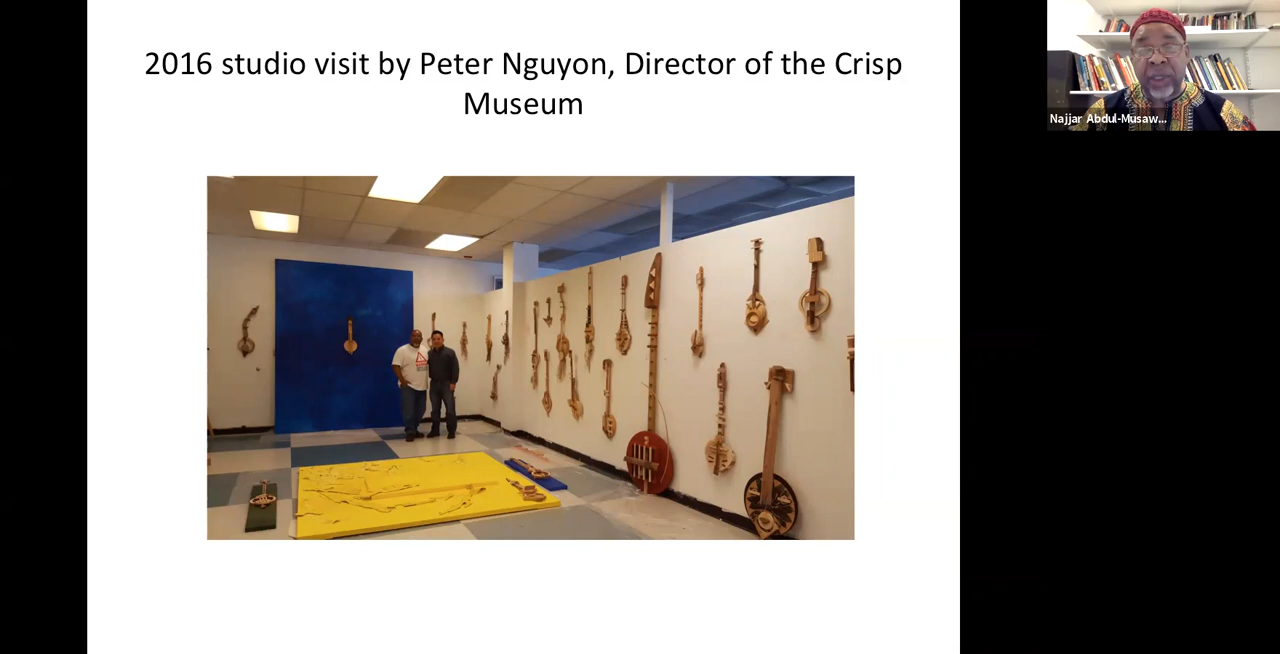 2016 studio visit by Peter Nguyon, Director of the Crisp
Museum
Najjar Abdul-Musaw...